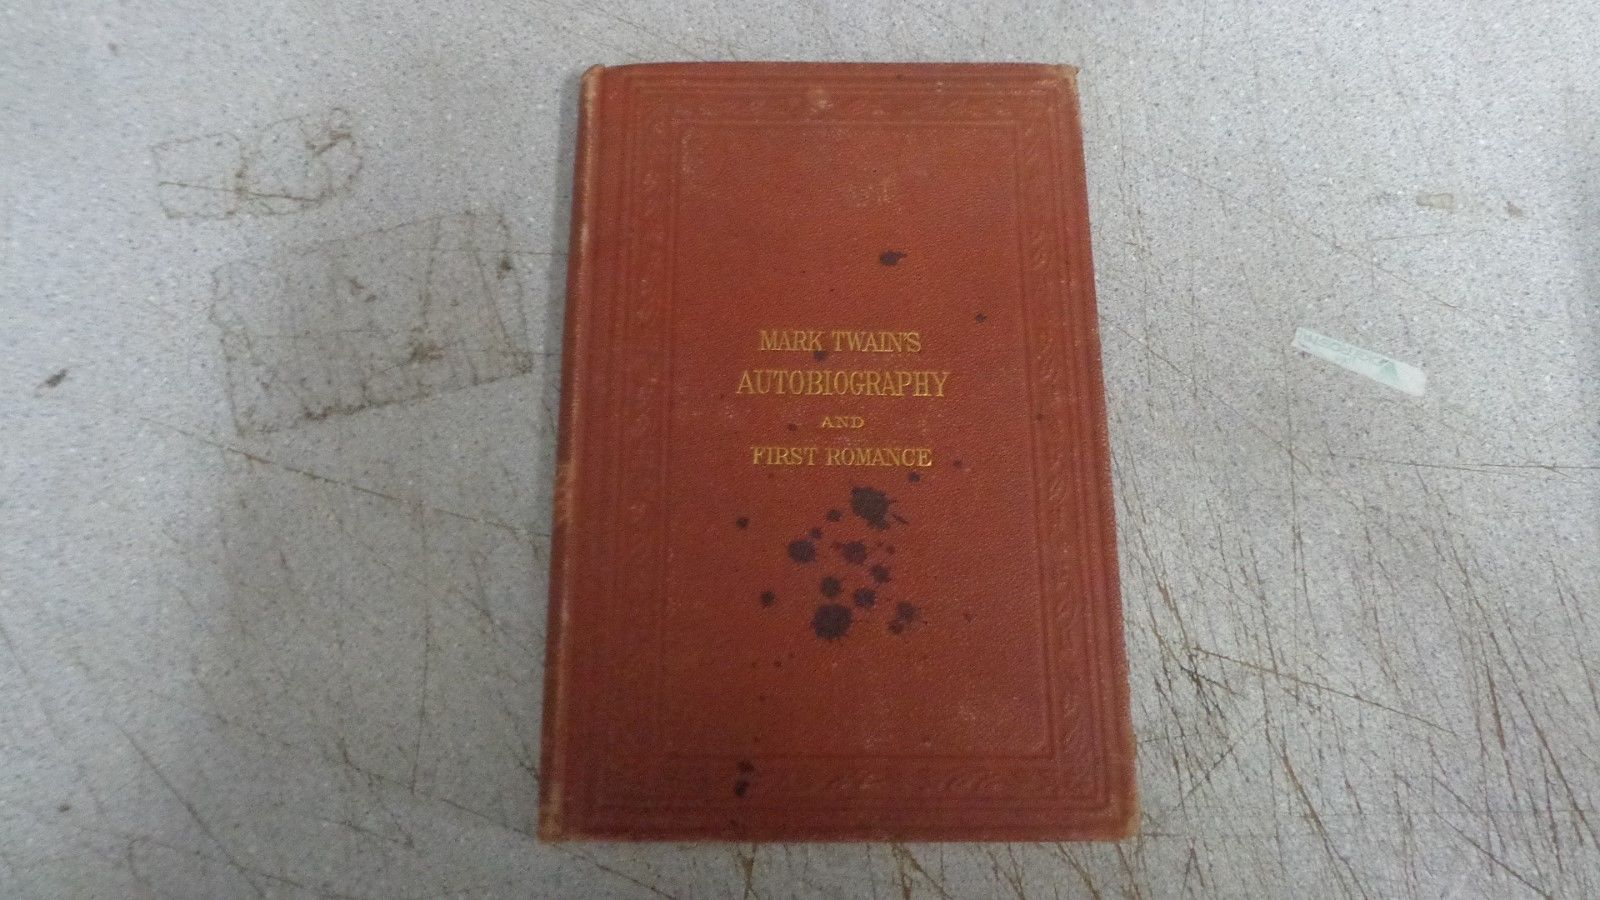 MARK TWAIN'S
AUTOBIOGRAPHY
AND
FIRST ROMANCE